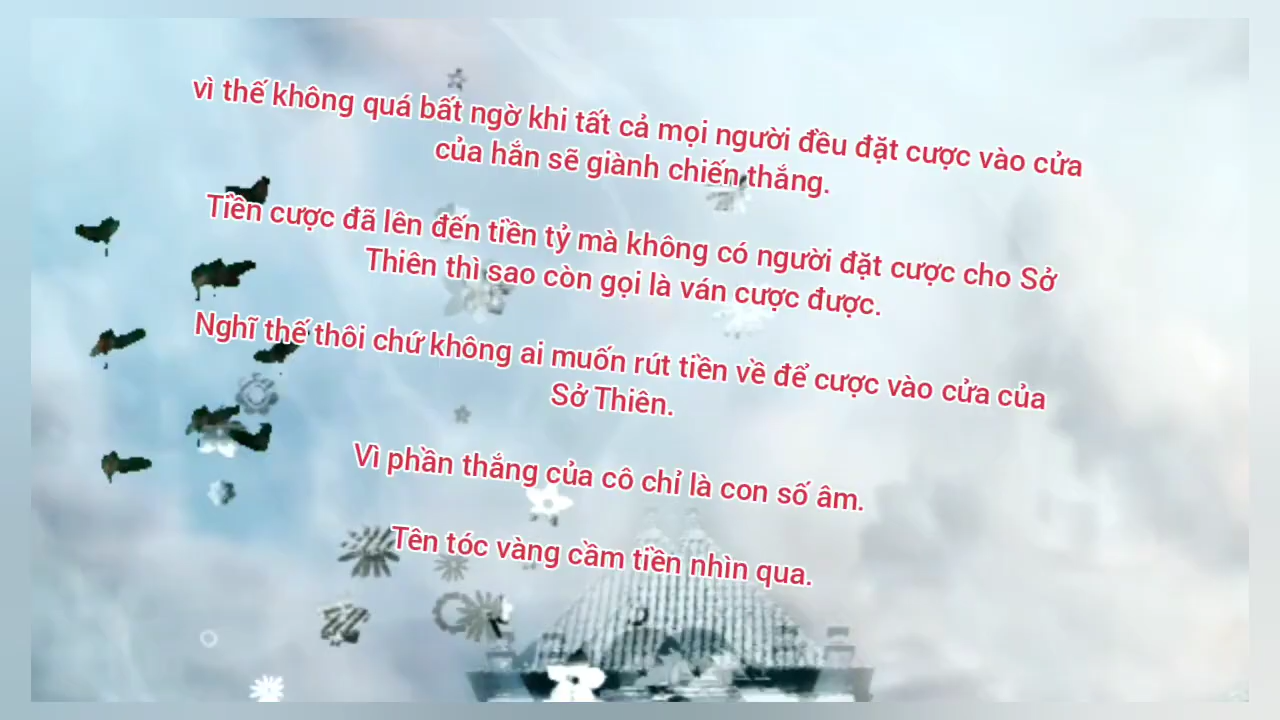 vì thế không quá bất ngờ khi tất cả mọi người đều đặt cược vào cửa
của hắn sẽ giành chiến thắng.
Tiền cược đã lên đến tiền tỷ mà không có người đặt cược cho Sở
Thiên thì sao còn gọi là ván cược được.
Nghĩ thế thôi chứ không ai muốn rút tiền về để cược vào cửa của
Sở Thiên.
Vì phần thắng của cô chỉ là con số âm.
Tên tóc vàng cầm tiền nhìn qua.